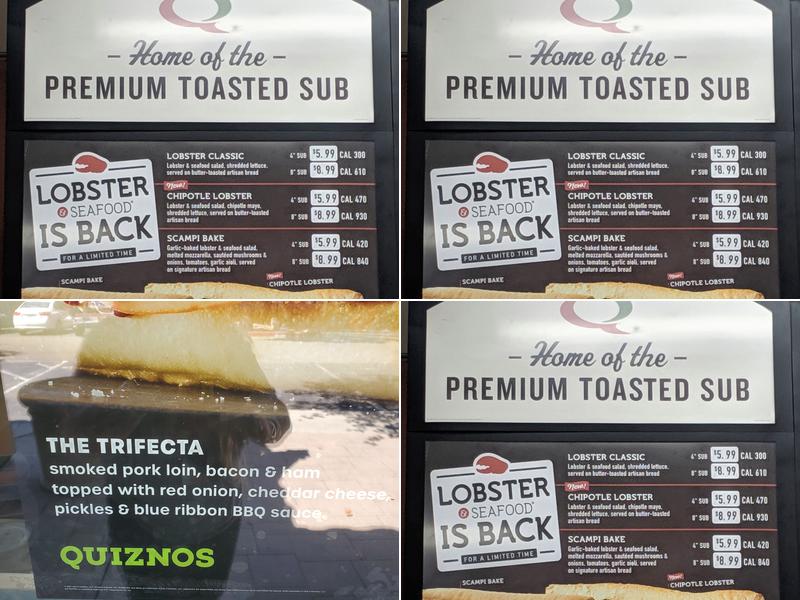 Q
Home of the
PREMIUM TOASTED SUB
LOBSTER
& SEAFOOD
IS BACK
FOR A LIMITED TIME
LOBSTER CLASSIC
Lobster & seafood salad, shredded lettuce,
served on butter-toasted artisan bread
4" SUB $5.99 CAL 300
8" SUB $8.99 CAL 610
New!
CHIPOTLE LOBSTER
Lobster & seafood salad, chipotle mayo,
shredded lettuce, served on butter-toasted
artisan bread
4" SUB $5.99 CAL 470
8" SUB $8.99 CAL 930
SCAMPI BAKE
Garlic-baked lobster & seafood salad,
melted mozzarella, sautéed mushrooms &
onions, tomatoes, garlic aioli, served
on signature artisan bread
4" SUB $5.99 CAL 420
8" SUB $8.99 CAL 840
SCAMPI BAKE
New!
CHIPOTLE LOBSTER
Q
Home of the
PREMIUM TOASTED SUB
LOBSTER
& SEAFOOD
IS BACK
FOR A LIMITED TIME
LOBSTER CLASSIC
Lobster & seafood salad, shredded lettuce,
served on butter-toasted artisan bread
4" SUB $5.99 CAL 300
8" SUB $8.99 CAL 610
New!
CHIPOTLE LOBSTER
Lobster & seafood salad, chipotle mayo,
shredded lettuce, served on butter-toasted
artisan bread
4" SUB $5.99 CAL 470
8" SUB $8.99 CAL 930
SCAMPI BAKE
Garlic-baked lobster & seafood salad,
melted mozzarella, sautéed mushrooms &
onions, tomatoes, garlic aioli, served
on signature artisan bread
4" SUB $5.99 CAL 420
8" SUB $8.99 CAL 840
SCAMPI BAKE
New!
CHIPOTLE LOBSTER
THE TRIFECTA
smoked pork loin, bacon & ham
topped with red onion, cheddar cheese,
pickles & blue ribbon BBQ sauce.
QUIZNOS
Q
Home of the
PREMIUM TOASTED SUB
LOBSTER
& SEAFOOD
IS BACK
FOR A LIMITED TIME
LOBSTER CLASSIC
Lobster & seafood salad, shredded lettuce,
served on butter-toasted artisan bread
4" SUB $5.99 CAL 300
8" SUB $8.99 CAL 610
New!
CHIPOTLE LOBSTER
Lobster & seafood salad, chipotle mayo,
shredded lettuce, served on butter-toasted
artisan bread
4" SUB $5.99 CAL 470
8" SUB $8.99 CAL 930
SCAMPI BAKE
Garlic-baked lobster & seafood salad,
melted mozzarella, sautéed mushrooms &
onions, tomatoes, garlic aioli, served
on signature artisan bread
4" SUB $5.99 CAL 420
8" SUB $8.99 CAL 840
SCAMPI BAKE
New!
CHIPOTLE LOBSTER